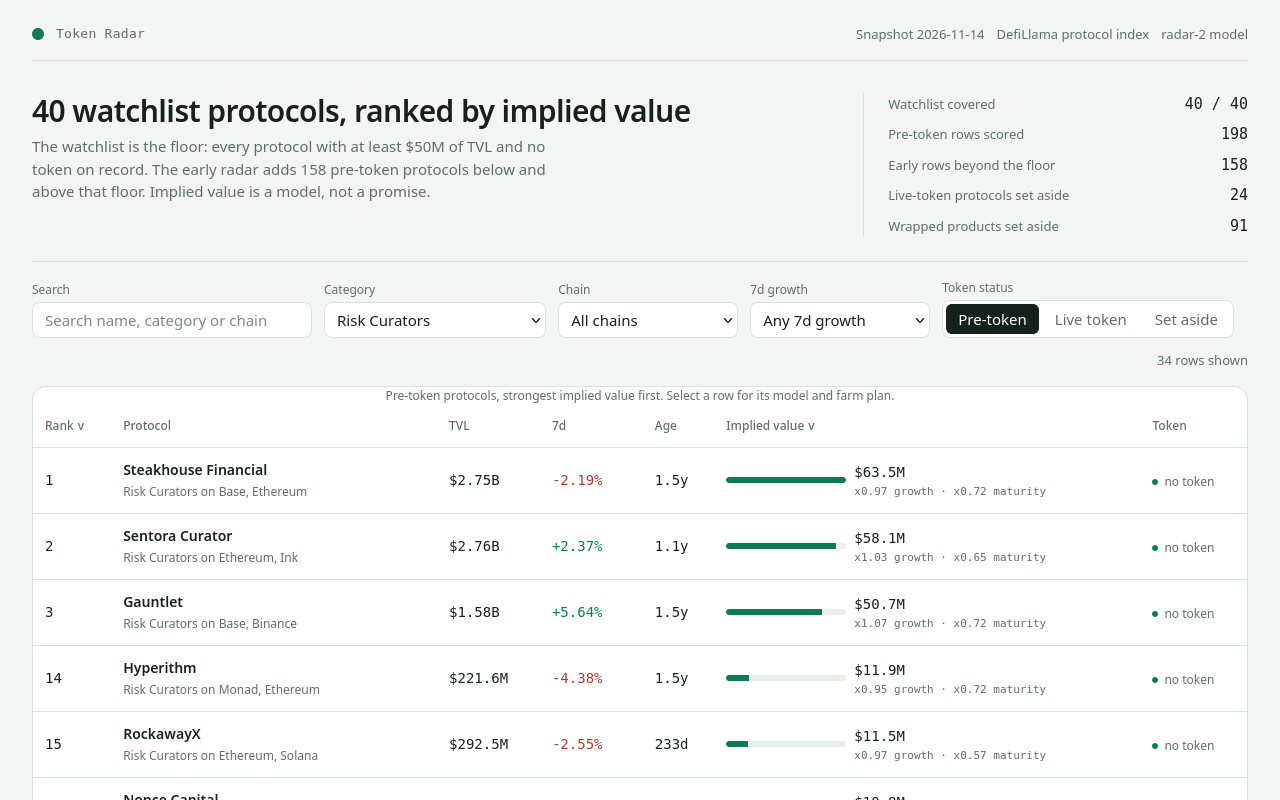 Token Radar
Snapshot 2026-11-14 DefiLlama protocol index radar-2 model
40 watchlist protocols, ranked by implied value
The watchlist is the floor: every protocol with at least $50M of TVL and no
token on record. The early radar adds 158 pre-token protocols below and
above that floor. Implied value is a model, not a promise.
Watchlist covered 40 / 40
Pre-token rows scored 198
Early rows beyond the floor 158
Live-token protocols set aside 24
Wrapped products set aside 91
Search Category Chain 7d growth Token status
Search name, category or chain Risk Curators All chains Any 7d growth Pre-token Live token Set aside
34 rows shown
Pre-token protocols, strongest implied value first. Select a row for its model and farm plan.
Rank v Protocol TVL 7d Age Implied value v Token
1 Steakhouse Financial $2.75B -2.19% 1.5y $63.5M no token
Risk Curators on Base, Ethereum x0.97 growth · x0.72 maturity
2 Sentora Curator $2.76B +2.37% 1.1y $58.1M no token
Risk Curators on Ethereum, Ink x1.03 growth · x0.65 maturity
3 Gauntlet $1.58B +5.64% 1.5y $50.7M no token
Risk Curators on Base, Binance x1.07 growth · x0.72 maturity
14 Hyperithm $221.6M -4.38% 1.5y $11.9M no token
Risk Curators on Monad, Ethereum x0.95 growth · x0.72 maturity
15 RockawayX $292.5M -2.55% 233d $11.5M no token
Risk Curators on Ethereum, Solana x0.97 growth · x0.57 maturity
Nonce Capital